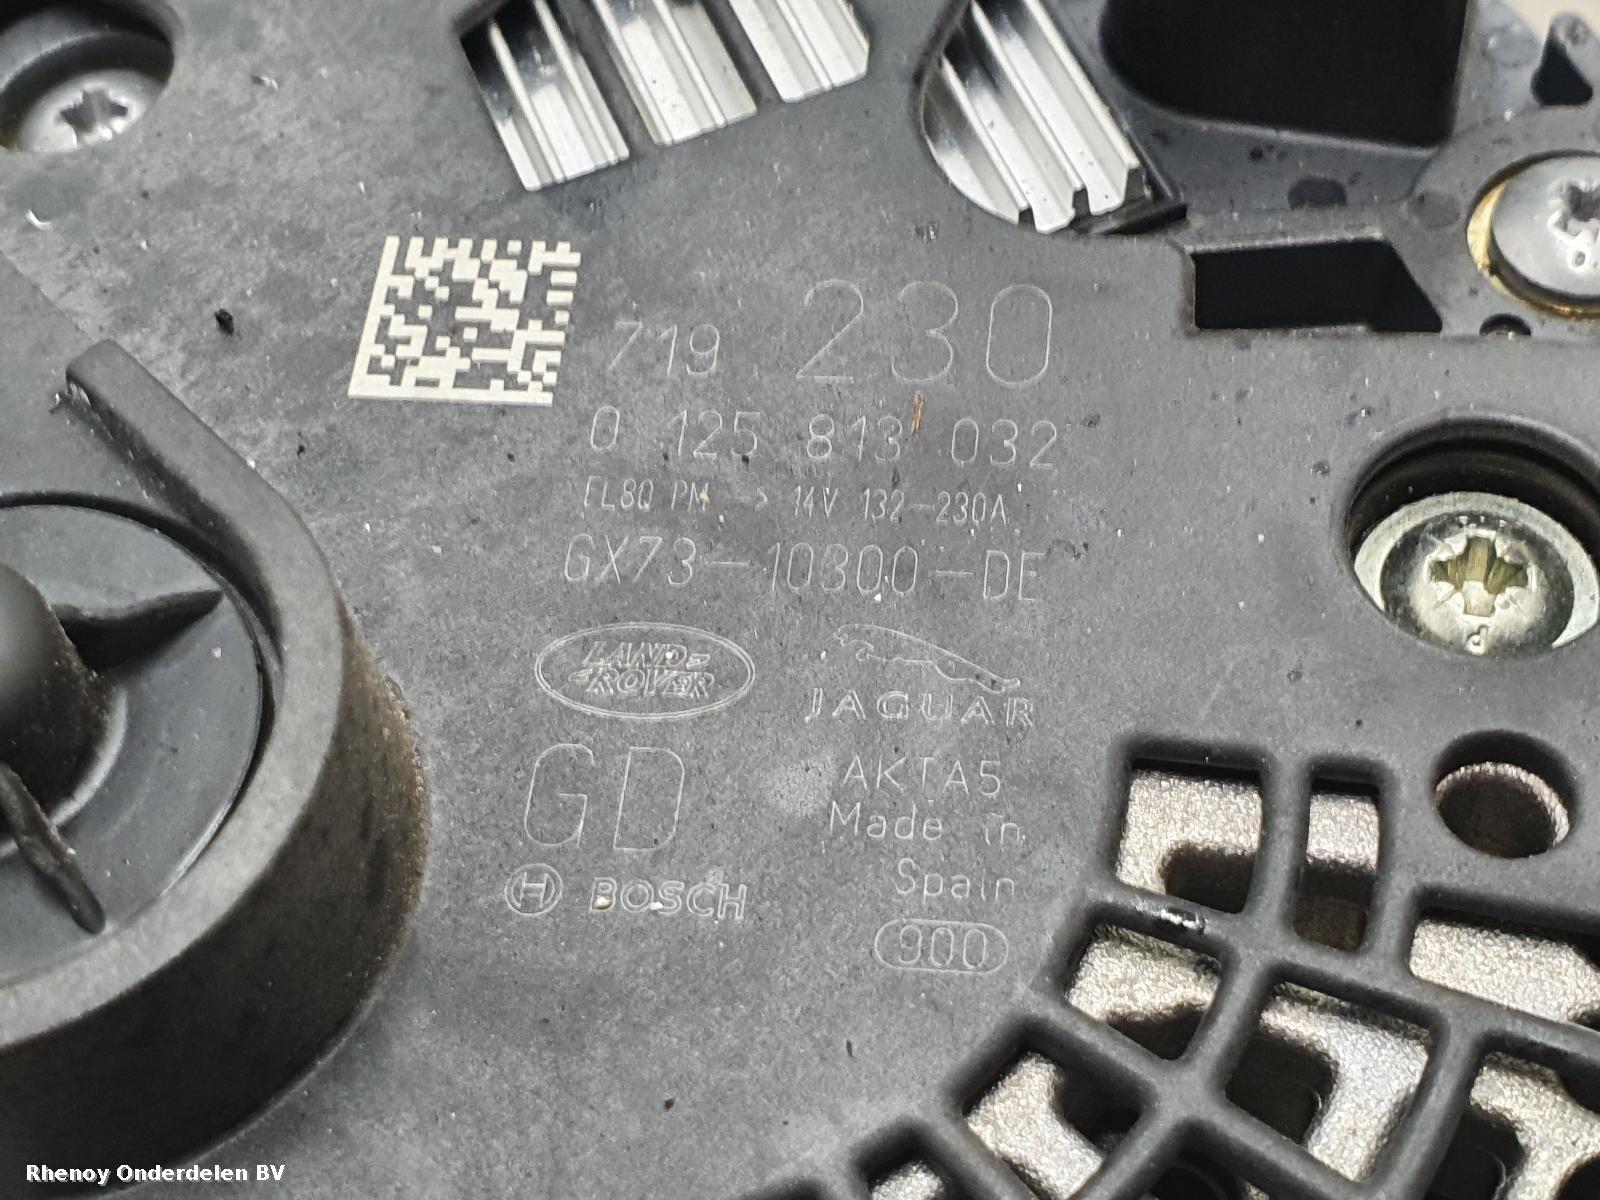 719 230
0 125 813 032
EL8Q PM -> 14V 132-230A
GX73-10300-DE
LAND-
-ROVER
JAGUAR
GD
AKTA5
Made in
Spain
BOSCH
900
Rhenoy Onderdelen BV